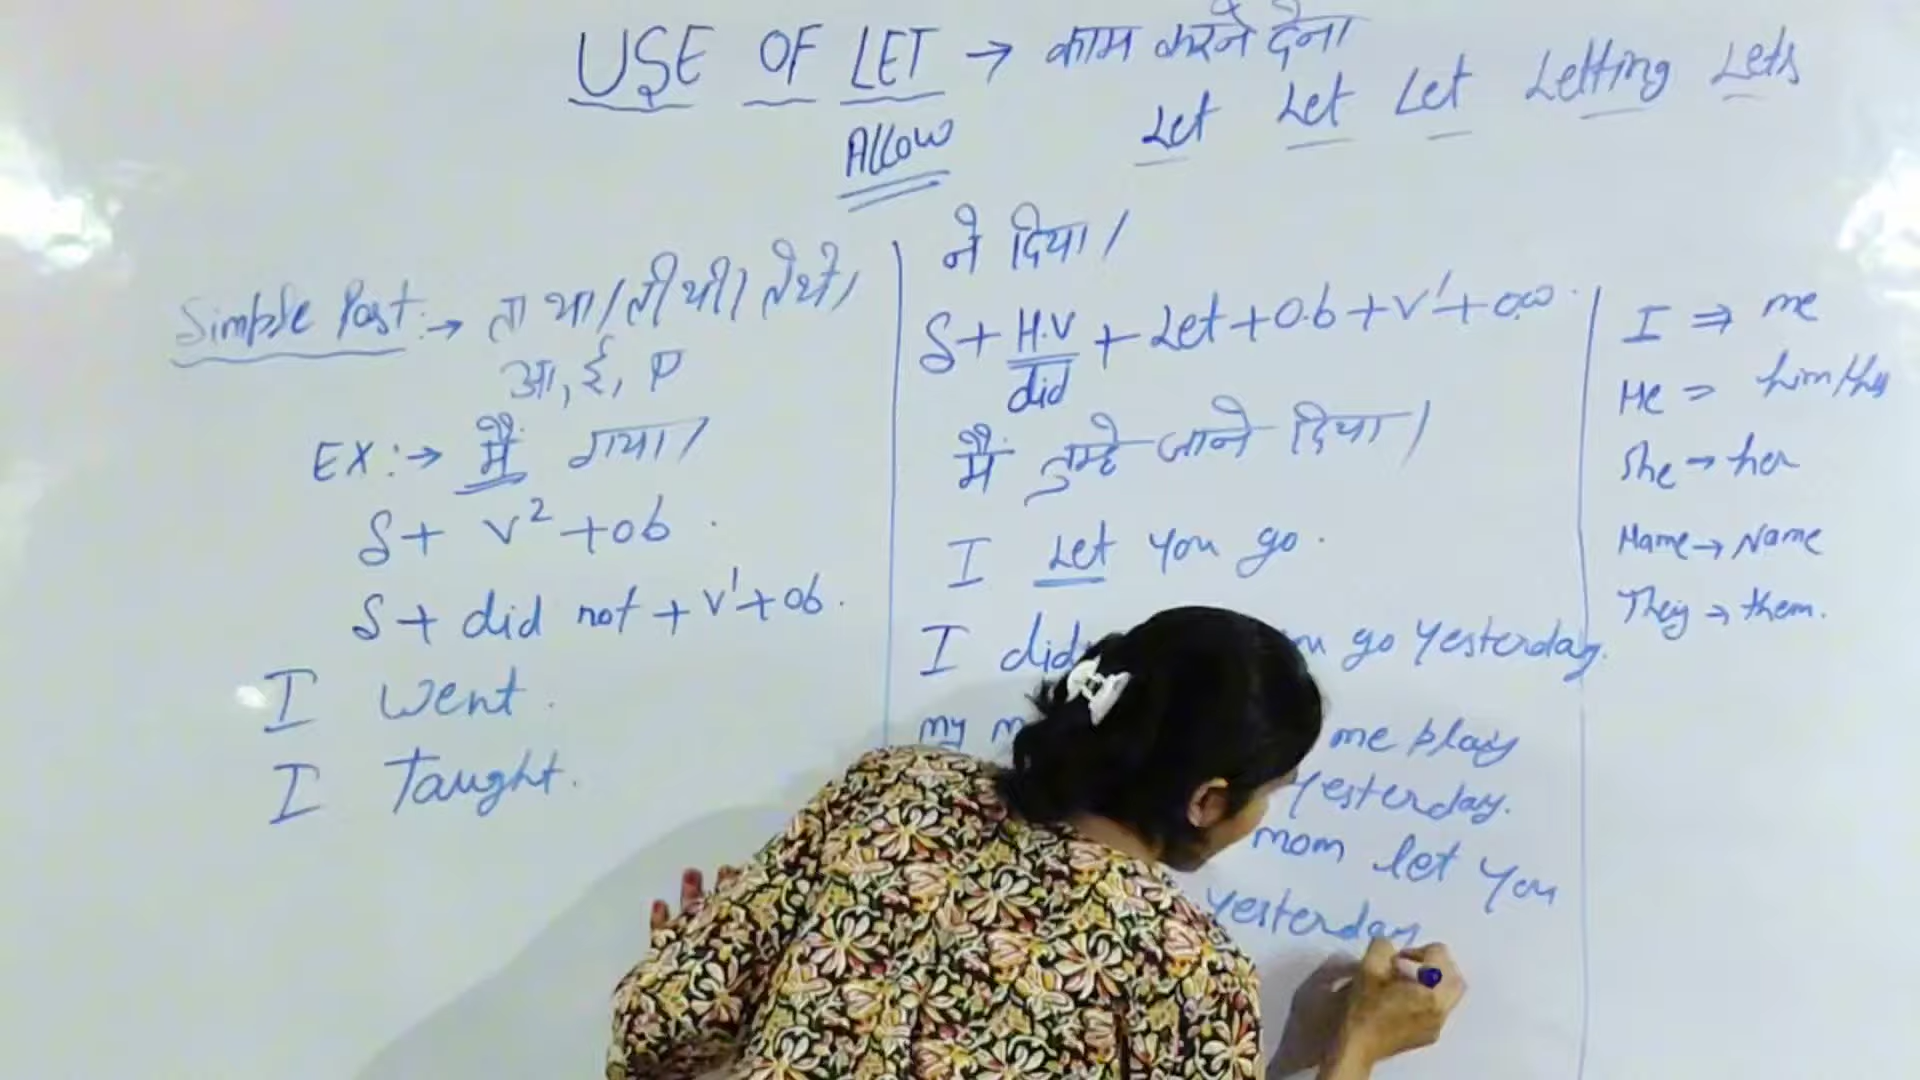 USE OF LET → काम करने देना
Allow
Let Let Let Letting Lets
Simple Past :→ ता था/ती थी/ते थे/
आ, ई, ए
EX:→ मैं गया/
S + V² + ob.
S + did not + V¹ + ob.
I went.
I Taught.
ने दिया/
S + H.V + Let + O.b + V¹ + o.w.
did
मैं तुम्हे जाने दिया/
I Let you go.
I did go yesterday.
my me play
yesterday.
mom let you
yesterday
I ⇒ me
He ⇒ him
She → her
Name → Name
They → them.